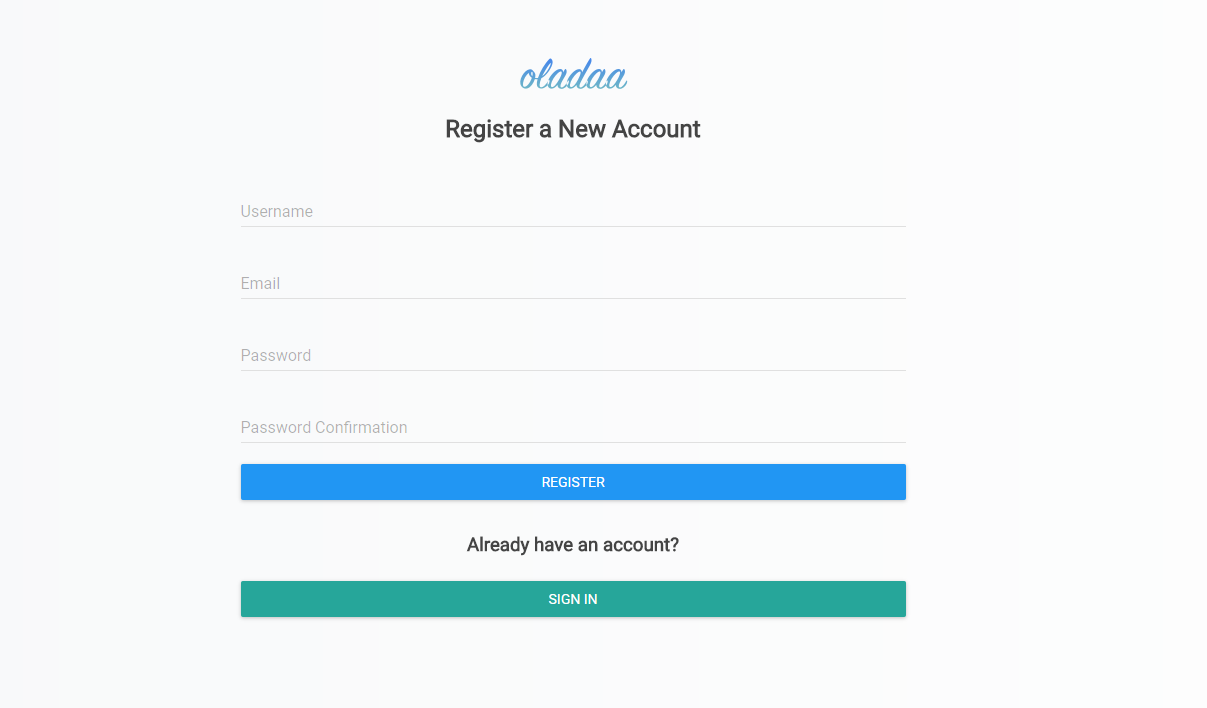 oladaa
Register a New Account
Username
Email
Password
Password Confirmation
REGISTER
Already have an account?
SIGN IN